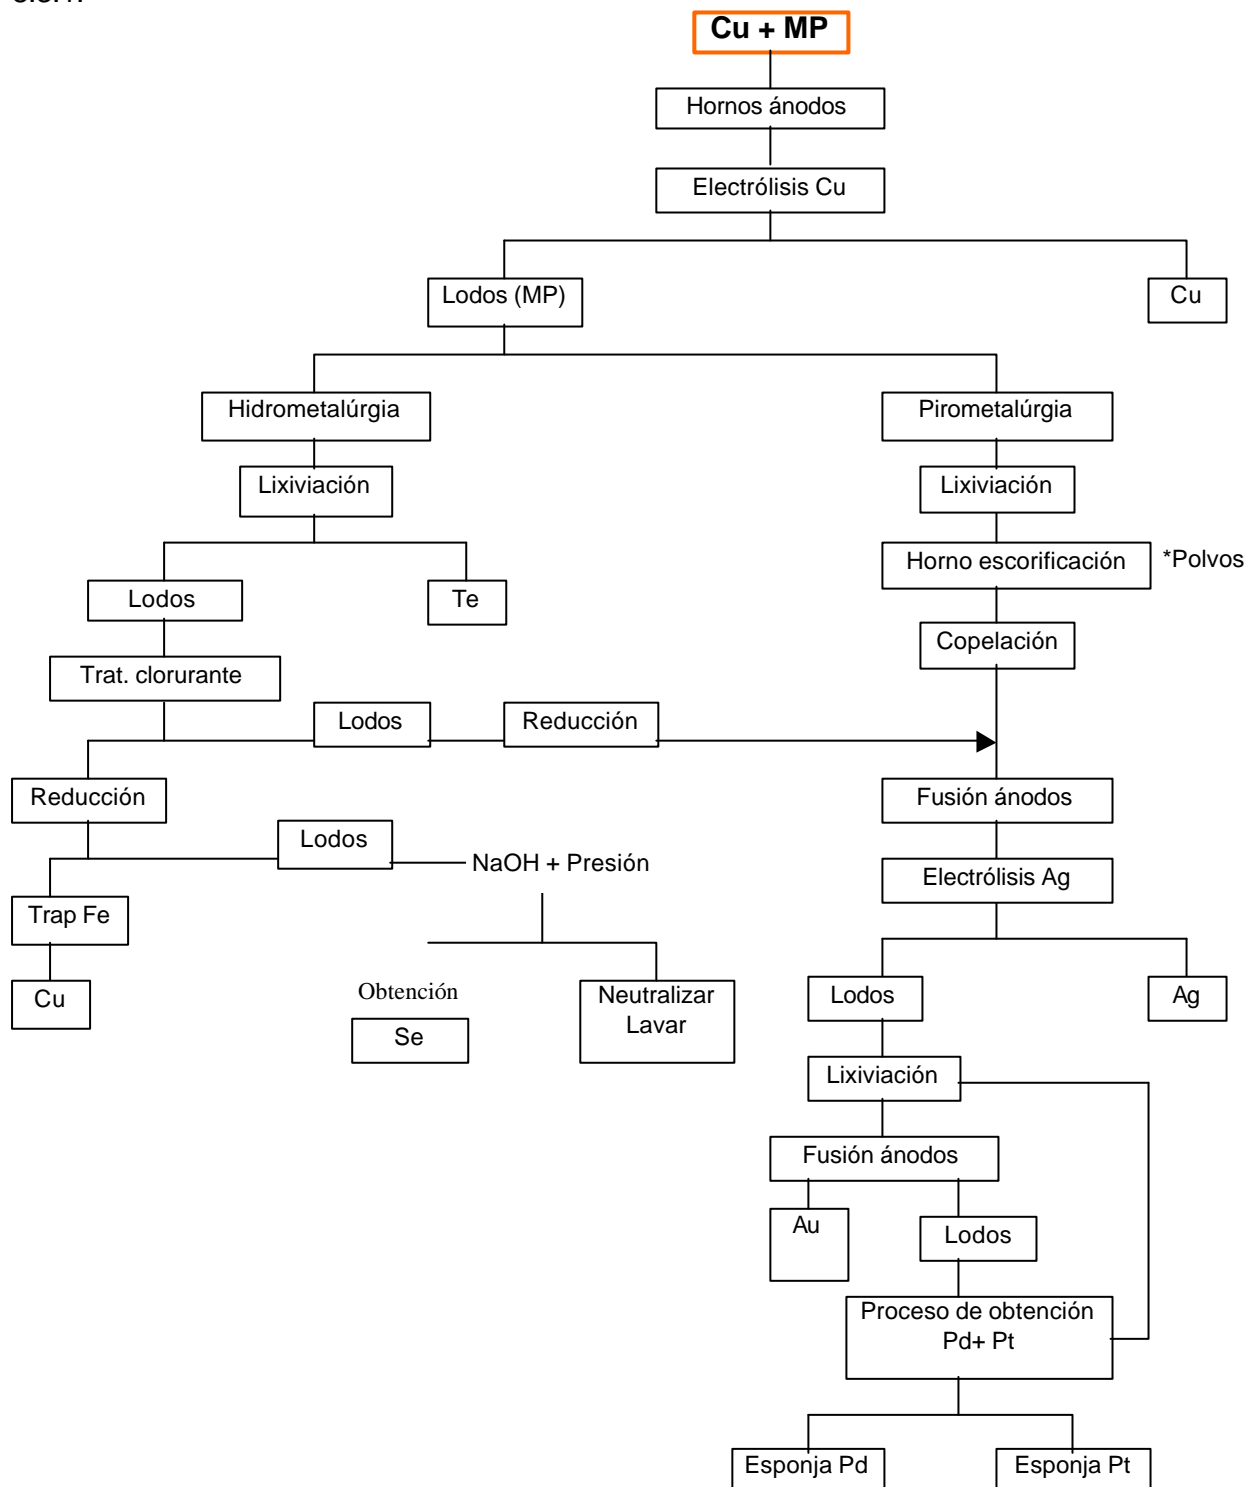 Cu + MP
Hornos ánodos
Electrólisis Cu
Lodos (MP)
Cu
Hidrometalúrgia
Pirometalúrgia
Lixiviación
Lixiviación
Horno escorificación
*Polvos
Lodos
Te
Copelación
Trat. clorurante
Lodos
Reducción
Reducción
Fusión ánodos
Lodos
NaOH + Presión
Electrólisis Ag
Trap Fe
Cu
Obtención
Se
Neutralizar
Lavar
Lodos
Ag
Lixiviación
Fusión ánodos
Au
Lodos
Proceso de obtención
Pd+ Pt
Esponja Pd
Esponja Pt